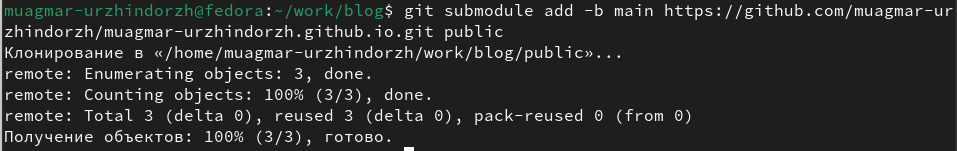 muagmar-urzhindorzh@fedora:~/work/blog$ git submodule add -b main https://github.com/muagmar-ur
zhindorzh/muagmar-urzhindorzh.github.io.git public
Клонирование в «/home/muagmar-urzhindorzh/work/blog/public»...
remote: Enumerating objects: 3, done.
remote: Counting objects: 100% (3/3), done.
remote: Total 3 (delta 0), reused 3 (delta 0), pack-reused 0 (from 0)
Получение объектов: 100% (3/3), готово.